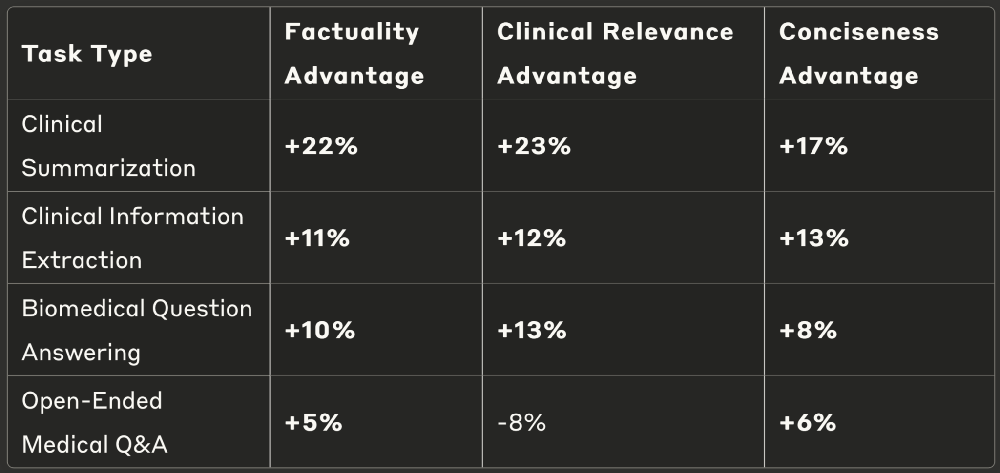 Task Type
Factuality
Advantage
Clinical Relevance
Advantage
Conciseness
Advantage
Clinical
Summarization
+22%
+23%
+17%
Clinical Information
Extraction
+11%
+12%
+13%
Biomedical Question
Answering
+10%
+13%
+8%
Open-Ended
Medical Q&A
+5%
-8%
+6%